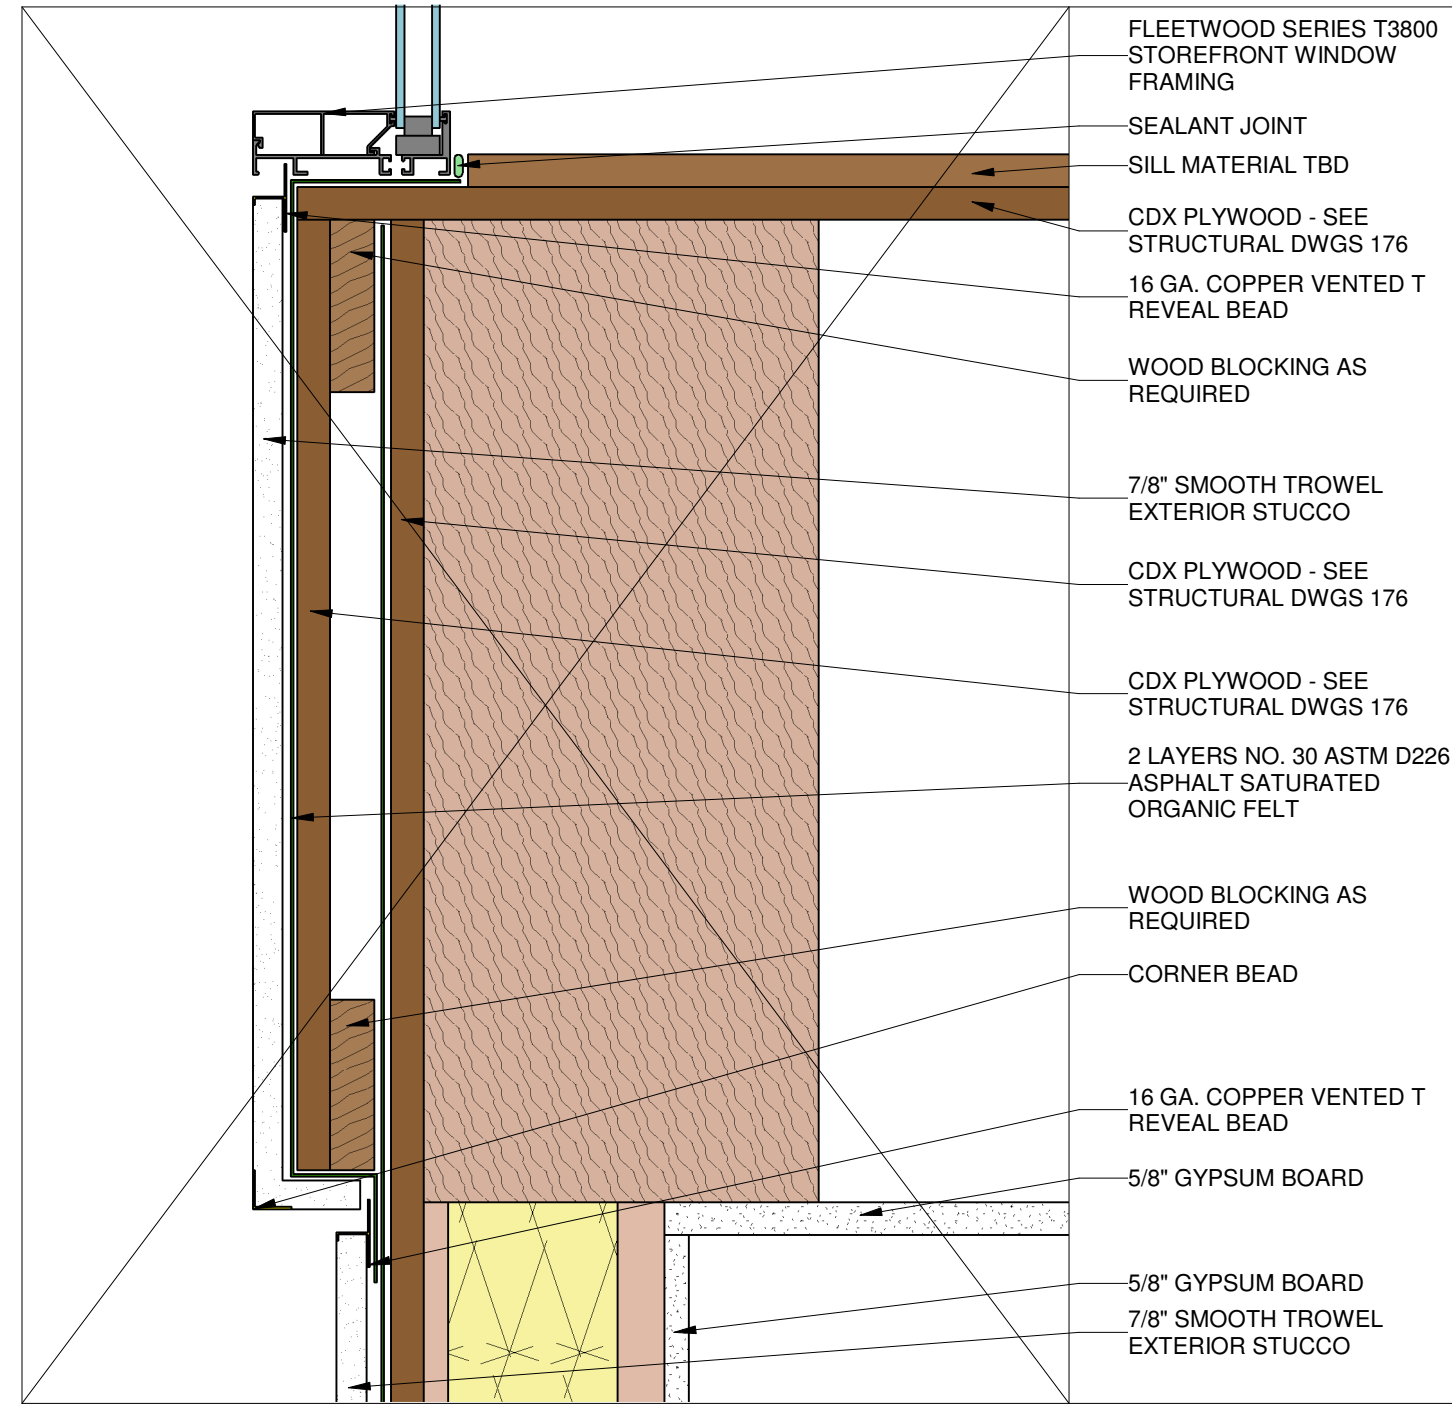 FLEETWOOD SERIES T3800
STOREFRONT WINDOW
FRAMING
SEALANT JOINT
SILL MATERIAL TBD
CDX PLYWOOD - SEE
STRUCTURAL DWGS 176
16 GA. COPPER VENTED T
REVEAL BEAD
WOOD BLOCKING AS
REQUIRED
7/8" SMOOTH TROWEL
EXTERIOR STUCCO
CDX PLYWOOD - SEE
STRUCTURAL DWGS 176
CDX PLYWOOD - SEE
STRUCTURAL DWGS 176
2 LAYERS NO. 30 ASTM D226
ASPHALT SATURATED
ORGANIC FELT
WOOD BLOCKING AS
REQUIRED
CORNER BEAD
16 GA. COPPER VENTED T
REVEAL BEAD
5/8" GYPSUM BOARD
5/8" GYPSUM BOARD
7/8" SMOOTH TROWEL
EXTERIOR STUCCO